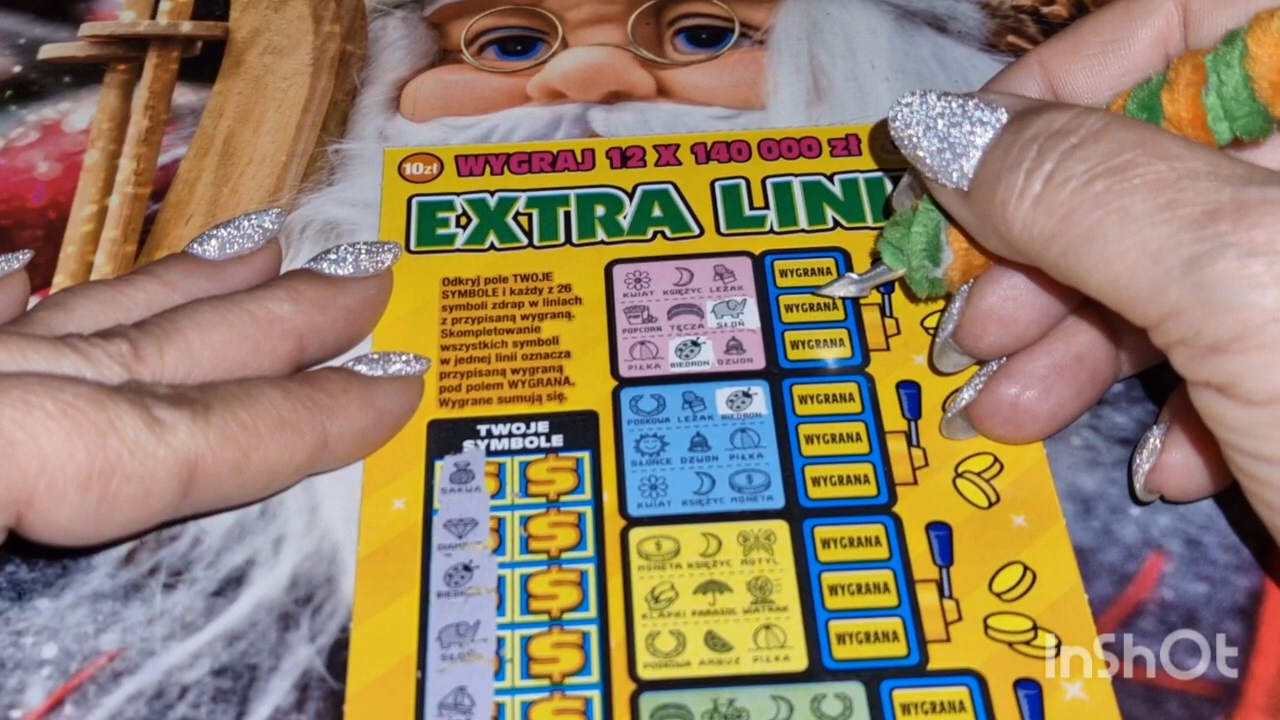 10zł
WYGRAJ 12 X 140 000 zł
EXTRA LINI
Odkryj pole TWOJE
SYMBOLE i każdy z 26
symboli zdrap w liniach
z przypisaną wygraną.
Skompletowanie
wszystkich symboli
w jednej linii oznacza
przypisaną wygraną
pod polem WYGRANA.
Wygrane sumują się.
TWOJE
SYMBOLE
SAKWA
SŁOŃ
KWIAT KSIĘŻYC LEŻAK
POPCORN TĘCZA SŁOŃ
PIŁKA BIEDRON DZWON
WYGRANA
WYGRANA
WYGRANA
PODKOWA LEŻAK BIEDRON
SŁOŃCE DZWON PIŁKA
KWIAT KSIĘŻYC MONETA
WYGRANA
WYGRANA
WYGRANA
MONETA KSIĘŻYC MOTYL
KLAPKI PARASOL WIATRAK
PODKOWA ARBUZ PIŁKA
WYGRANA
WYGRANA
WYGRANA
WYGRANA
InShOt